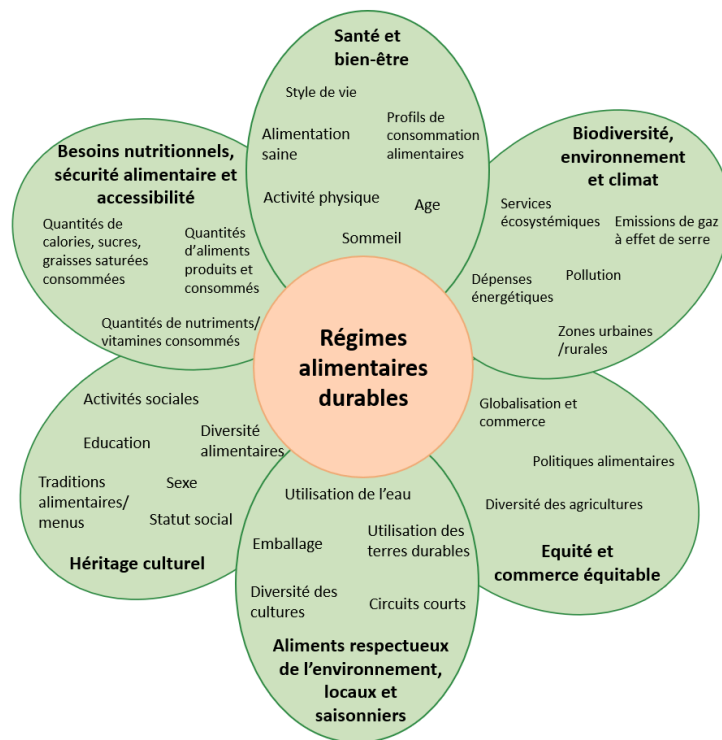 Santé et
bien-être
Style de vie
Alimentation
saine
Profils de
consommation
alimentaires
Activité physique
Age
Sommeil
Biodiversité,
environnement
et climat
Services
écosystémiques
Emissions de gaz
à effet de serre
Dépenses
énergétiques
Pollution
Zones urbaines
/rurales
Besoins nutritionnels,
sécurité alimentaire et
accessibilité
Quantités de
calories, sucres,
graisses saturées
consommées
Quantités
d'aliments
produits et
consommés
Quantités de nutriments/
vitamines consommés
Régimes
alimentaires
durables
Activités sociales
Education
Diversité
alimentaires
Traditions
alimentaires/
menus
Sexe
Statut social
Héritage culturel
Globalisation et
commerce
Politiques alimentaires
Diversité des agricultures
Equité et
commerce équitable
Utilisation de l'eau
Emballage
Utilisation des
terres durables
Diversité des
cultures
Circuits courts
Aliments respectueux
de l'environnement,
locaux et
saisonniers